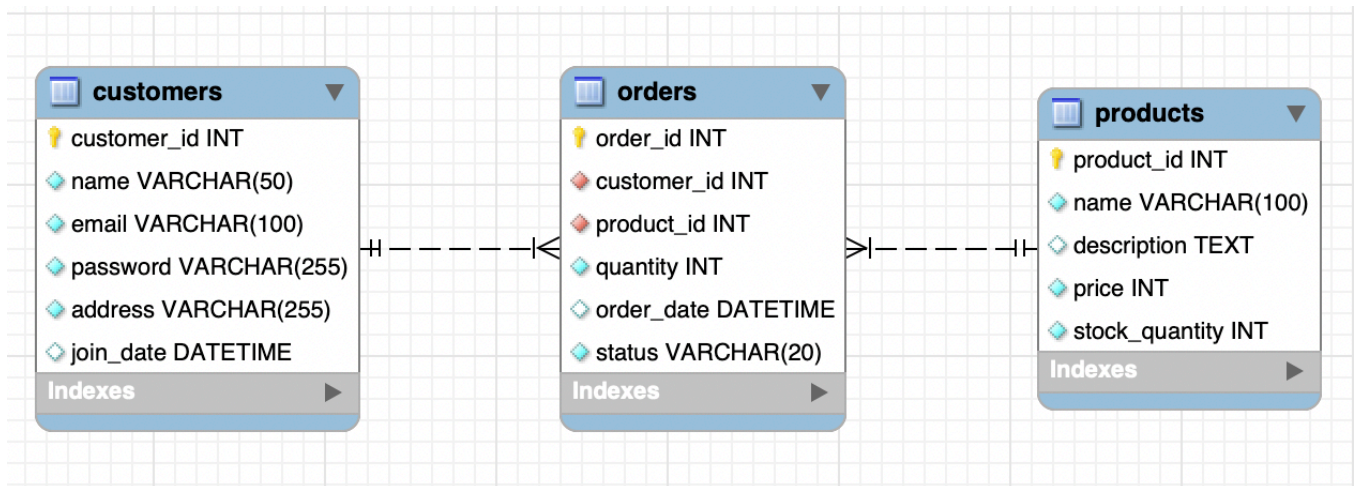 customers
customer_id INT
name VARCHAR(50)
email VARCHAR(100)
password VARCHAR(255)
address VARCHAR(255)
join_date DATETIME
Indexes
orders
order_id INT
customer_id INT
product_id INT
quantity INT
order_date DATETIME
status VARCHAR(20)
Indexes
products
product_id INT
name VARCHAR(100)
description TEXT
price INT
stock_quantity INT
Indexes